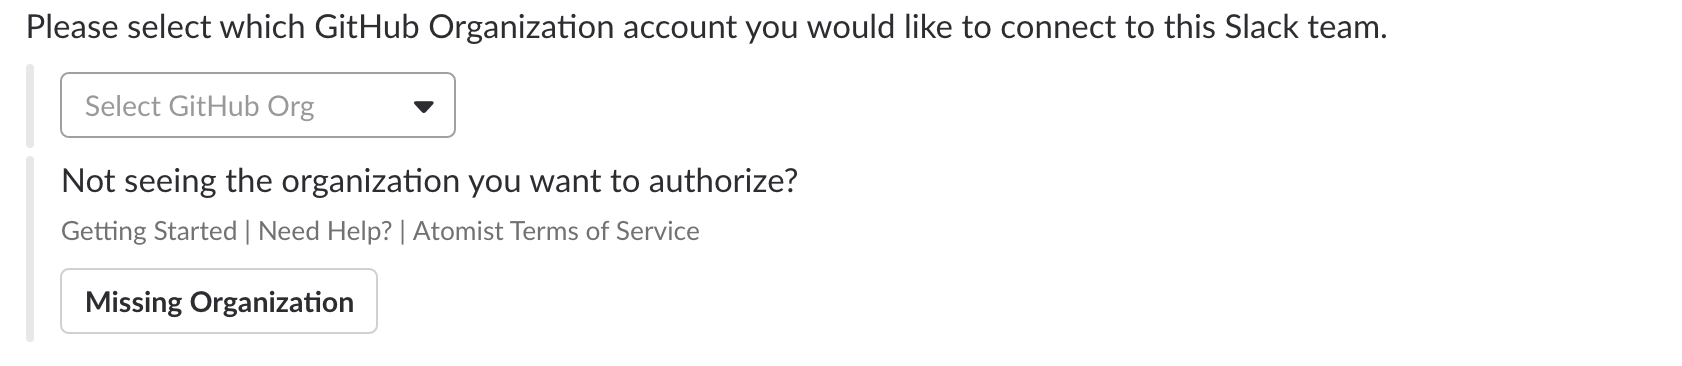 Please select which GitHub Organization account you would like to connect to this Slack team.
Select GitHub Org
Not seeing the organization you want to authorize?
Getting Started | Need Help? | Atomist Terms of Service
Missing Organization